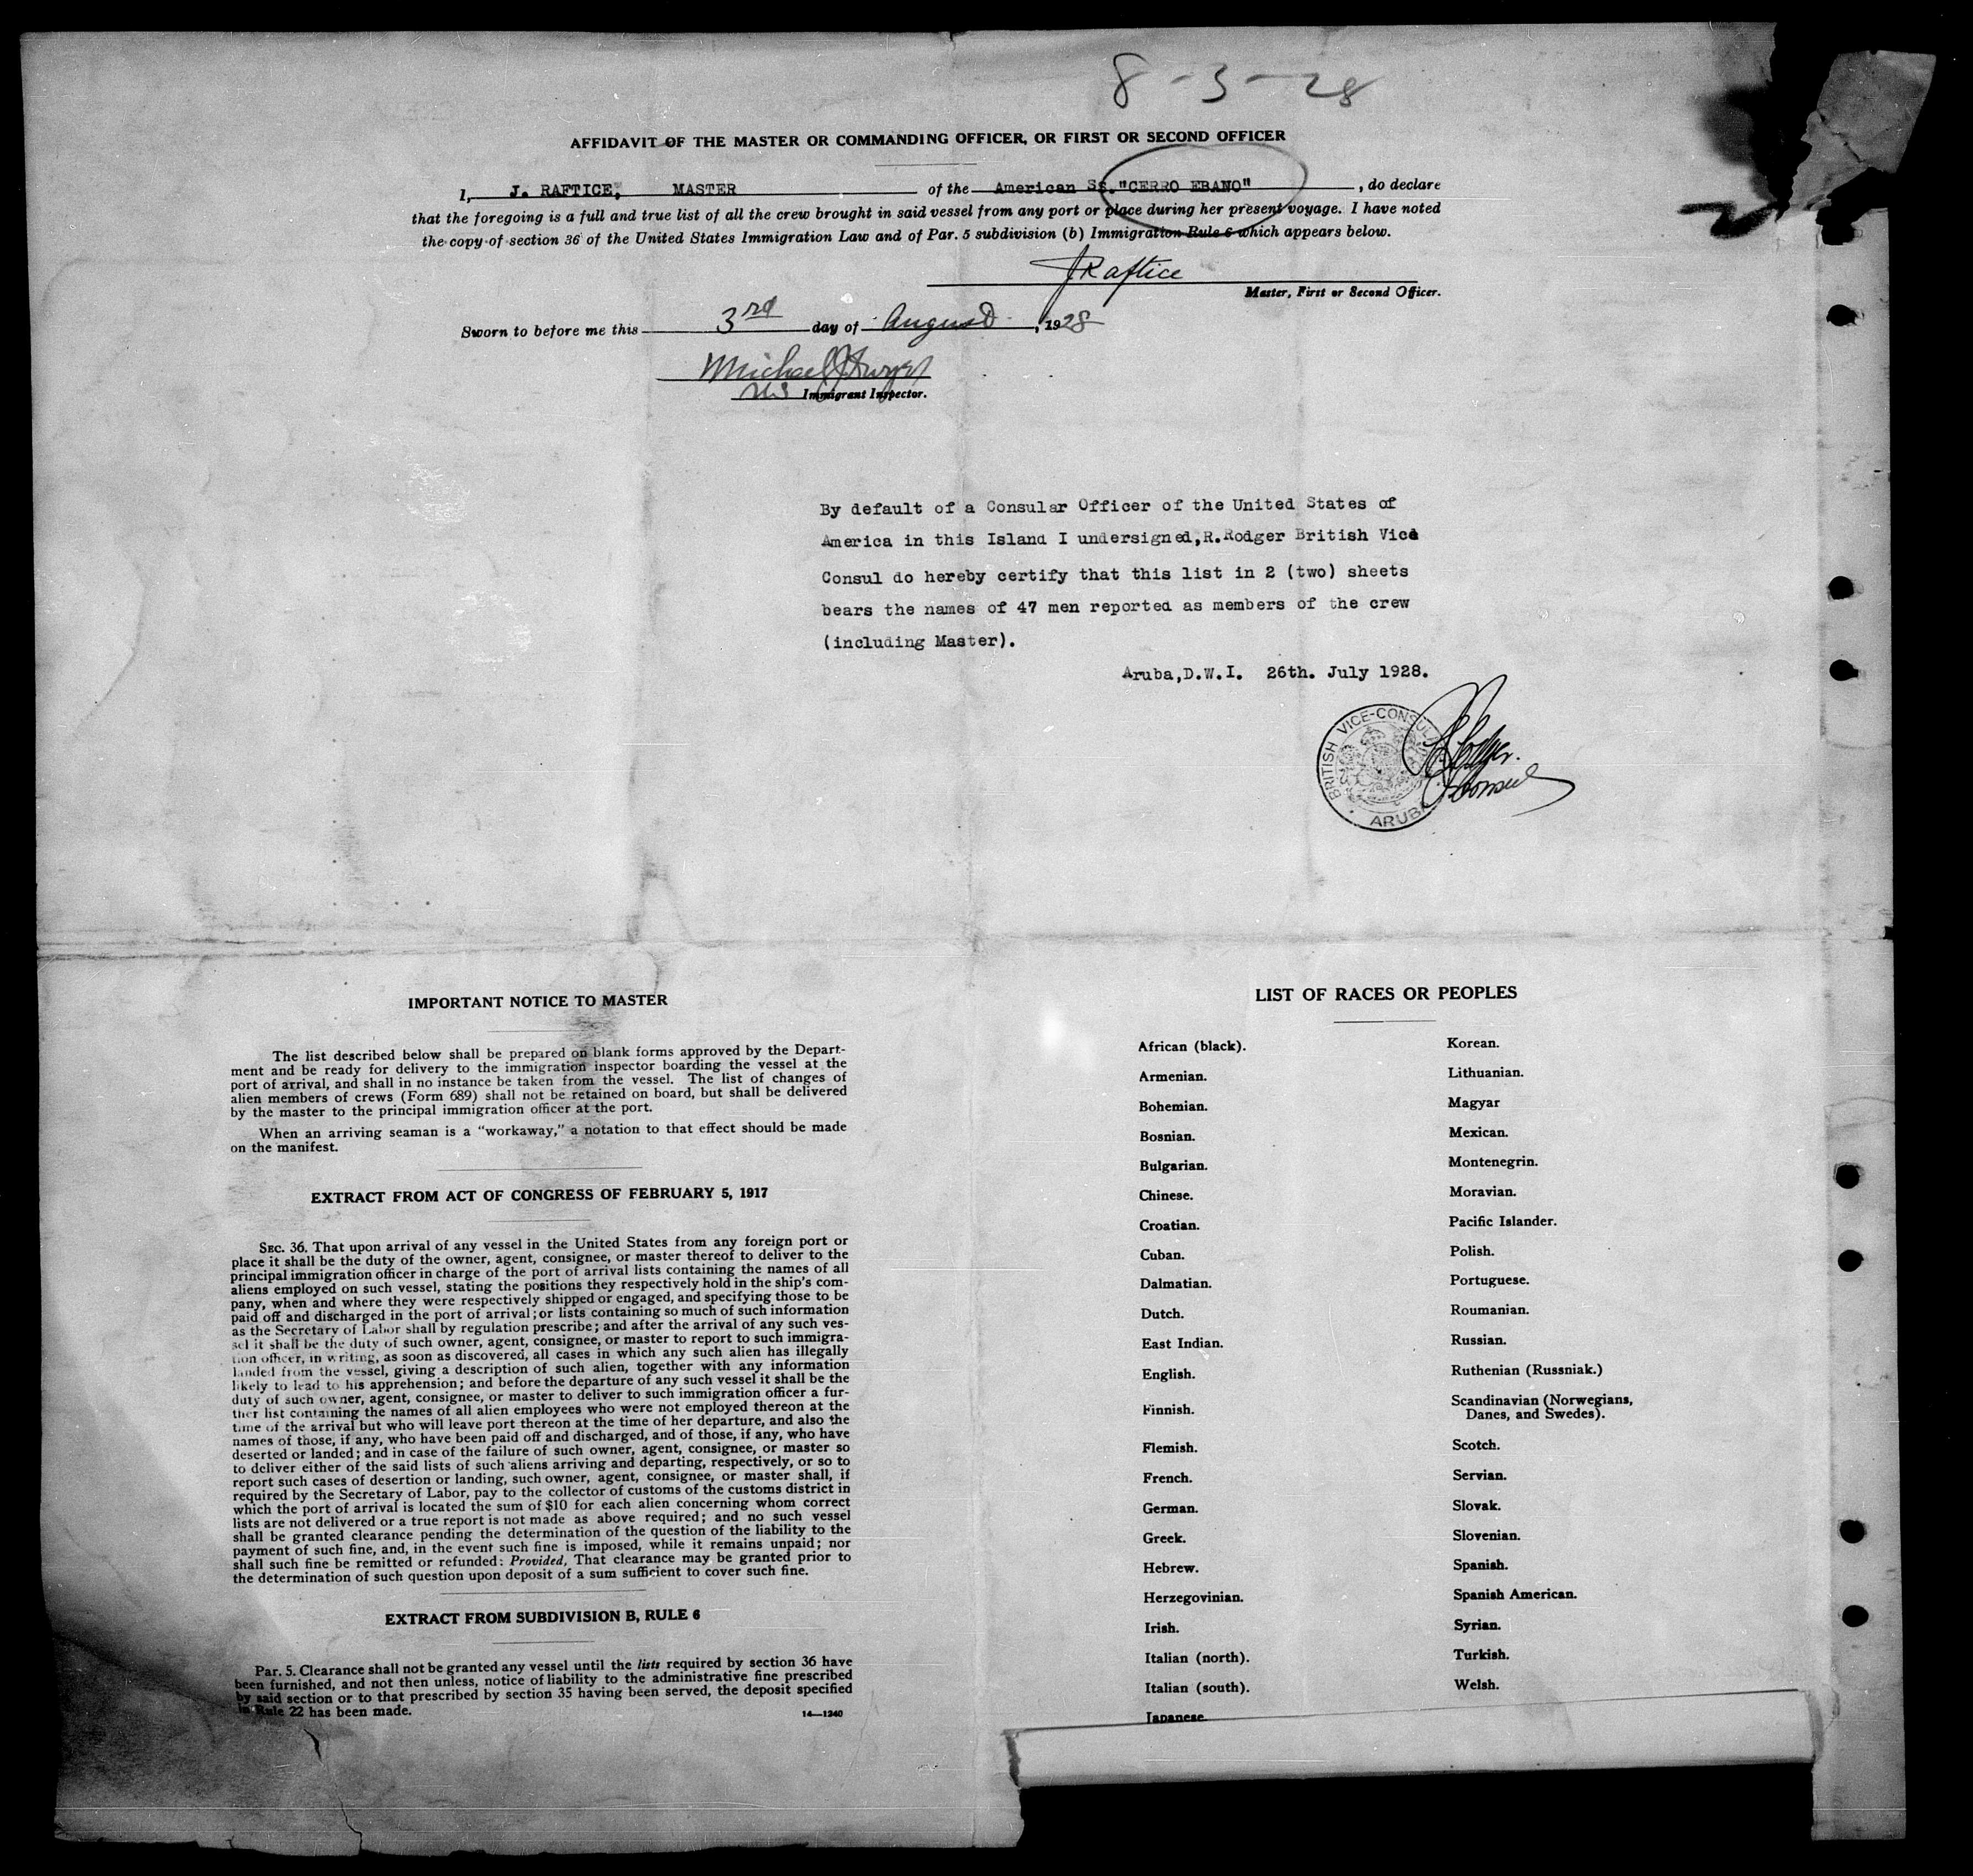 8-3-28
AFFIDAVIT OF THE MASTER OR COMMANDING OFFICER, OR FIRST OR SECOND OFFICER
I, J. RAFTICE, MASTER of the American SS. "CERRO EBANO", do declare
that the foregoing is a full and true list of all the crew brought in said vessel from any port or place during her present voyage. I have noted
the copy of section 36 of the United States Immigration Law and of Par. 5 subdivision (b) Immigration Rule 6 which appears below.
J Raftice
Master, First or Second Officer.
Sworn to before me this 3rd day of August, 1928
Michael J
US Immigrant Inspector.
By default of a Consular Officer of the United States of
America in this Island I undersigned,R.Rodger British Vice
Consul do hereby certify that this list in 2 (two) sheets
bears the names of 47 men reported as members of the crew
(including Master).
Aruba,D.W.I. 26th. July 1928.
BRITISH VICE-CONSULATE
ARUBA
R Rodger.
V. Consul
IMPORTANT NOTICE TO MASTER
The list described below shall be prepared on blank forms approved by the Depart-
ment and be ready for delivery to the immigration inspector boarding the vessel at the
port of arrival, and shall in no instance be taken from the vessel. The list of changes of
alien members of crews (Form 689) shall not be retained on board, but shall be delivered
by the master to the principal immigration officer at the port.
When an arriving seaman is a "workaway," a notation to that effect should be made
on the manifest.
EXTRACT FROM ACT OF CONGRESS OF FEBRUARY 5, 1917
SEC. 36. That upon arrival of any vessel in the United States from any foreign port or
place it shall be the duty of the owner, agent, consignee, or master thereof to deliver to the
principal immigration officer in charge of the port of arrival lists containing the names of all
aliens employed on such vessel, stating the positions they respectively hold in the ship's com-
pany, when and where they were respectively shipped or engaged, and specifying those to be
paid off and discharged in the port of arrival; or lists containing so much of such information
as the Secretary of Labor shall by regulation prescribe; and after the arrival of any such ves-
sel it shall be the duty of such owner, agent, consignee, or master to report to such immigra-
tion officer, in writing, as soon as discovered, all cases in which any such alien has illegally
landed from the vessel, giving a description of such alien, together with any information
likely to lead to his apprehension; and before the departure of any such vessel it shall be the
duty of such owner, agent, consignee, or master to deliver to such immigration officer a fur-
ther list containing the names of all alien employees who were not employed thereon at the
time of the arrival but who will leave port thereon at the time of her departure, and also the
names of those, if any, who have been paid off and discharged, and of those, if any, who have
deserted or landed; and in case of the failure of such owner, agent, consignee, or master so
to deliver either of the said lists of such aliens arriving and departing, respectively, or so to
report such cases of desertion or landing, such owner, agent, consignee, or master shall, if
required by the Secretary of Labor, pay to the collector of customs of the customs district in
which the port of arrival is located the sum of $10 for each alien concerning whom correct
lists are not delivered or a true report is not made as above required; and no such vessel
shall be granted clearance pending the determination of the question of the liability to the
payment of such fine, and, in the event such fine is imposed, while it remains unpaid; nor
shall such fine be remitted or refunded: Provided, That clearance may be granted prior to
the determination of such question upon deposit of a sum sufficient to cover such fine.
EXTRACT FROM SUBDIVISION B, RULE 6
Par. 5. Clearance shall not be granted any vessel until the lists required by section 36 have
been furnished, and not then unless, notice of liability to the administrative fine prescribed
by said section or to that prescribed by section 35 having been served, the deposit specified
in Rule 22 has been made.
14—1240
LIST OF RACES OR PEOPLES
African (black).
Armenian.
Bohemian.
Bosnian.
Bulgarian.
Chinese.
Croatian.
Cuban.
Dalmatian.
Dutch.
East Indian.
English.
Finnish.
Flemish.
French.
German.
Greek.
Hebrew.
Herzegovinian.
Irish.
Italian (north).
Italian (south).
Japanese
Korean.
Lithuanian.
Magyar
Mexican.
Montenegrin.
Moravian.
Pacific Islander.
Polish.
Portuguese.
Roumanian.
Russian.
Ruthenian (Russniak.)
Scandinavian (Norwegians,
Danes, and Swedes).
Scotch.
Servian.
Slovak.
Slovenian.
Spanish.
Spanish American.
Syrian.
Turkish.
Welsh.